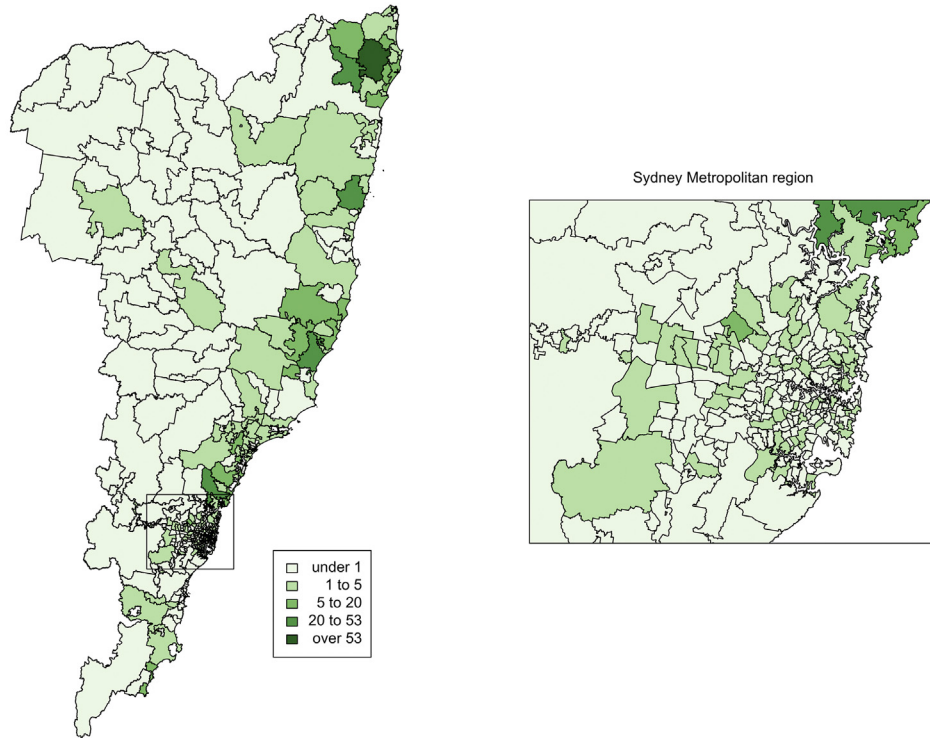 Sydney Metropolitan region
under 1
1 to 5
5 to 20
20 to 53
over 53